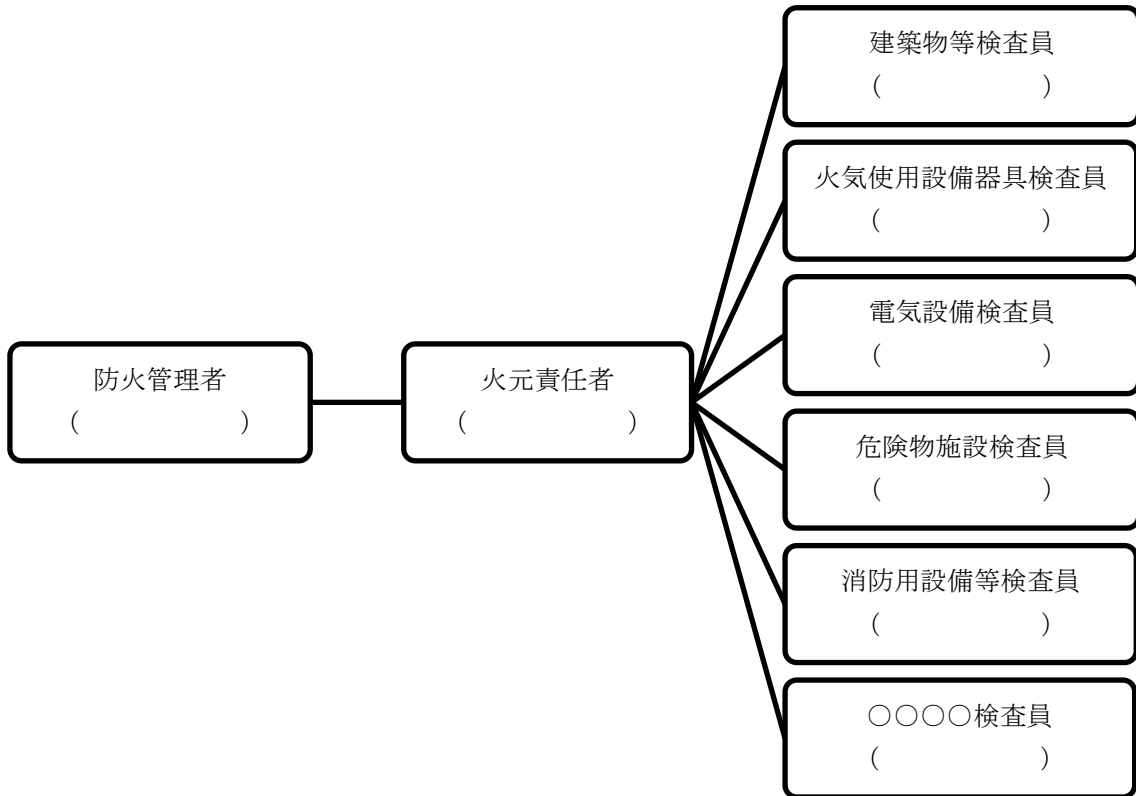 建築物等検査員
(　　　　　　)
火気使用設備器具検査員
(　　　　　　)
電気設備検査員
(　　　　　　)
防火管理者
(　　　　　　)
火元責任者
(　　　　　　)
危険物施設検査員
(　　　　　　)
消防用設備等検査員
(　　　　　　)
○○○○検査員
(　　　　　　)